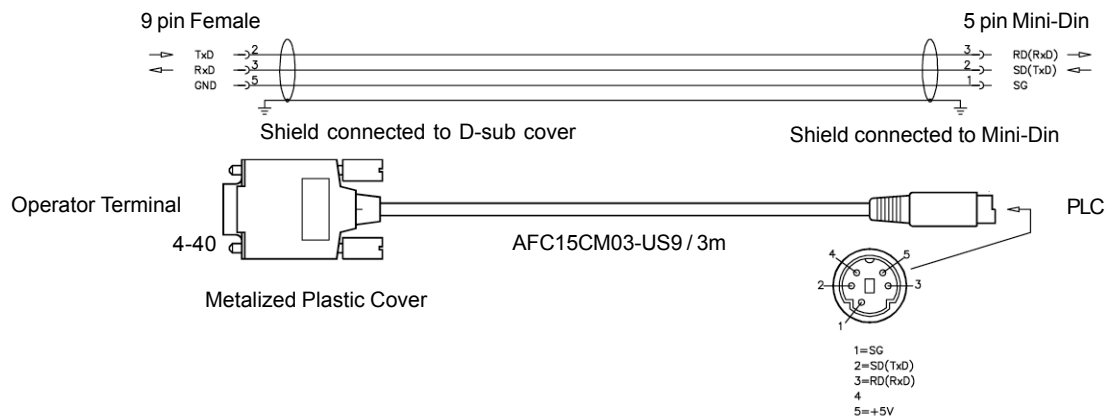 9 pin Female
5 pin Mini-Din
TxD 2
3 RD(RxD)
RxD 3
2 SD(TxD)
GND 5
1 SG
Shield connected to D-sub cover
Shield connected to Mini-Din
Operator Terminal
PLC
4-40
AFC15CM03-US9 / 3m
Metalized Plastic Cover
4
5
2
3
1
1=SG
2=SD(TxD)
3=RD(RxD)
4
5=+5V